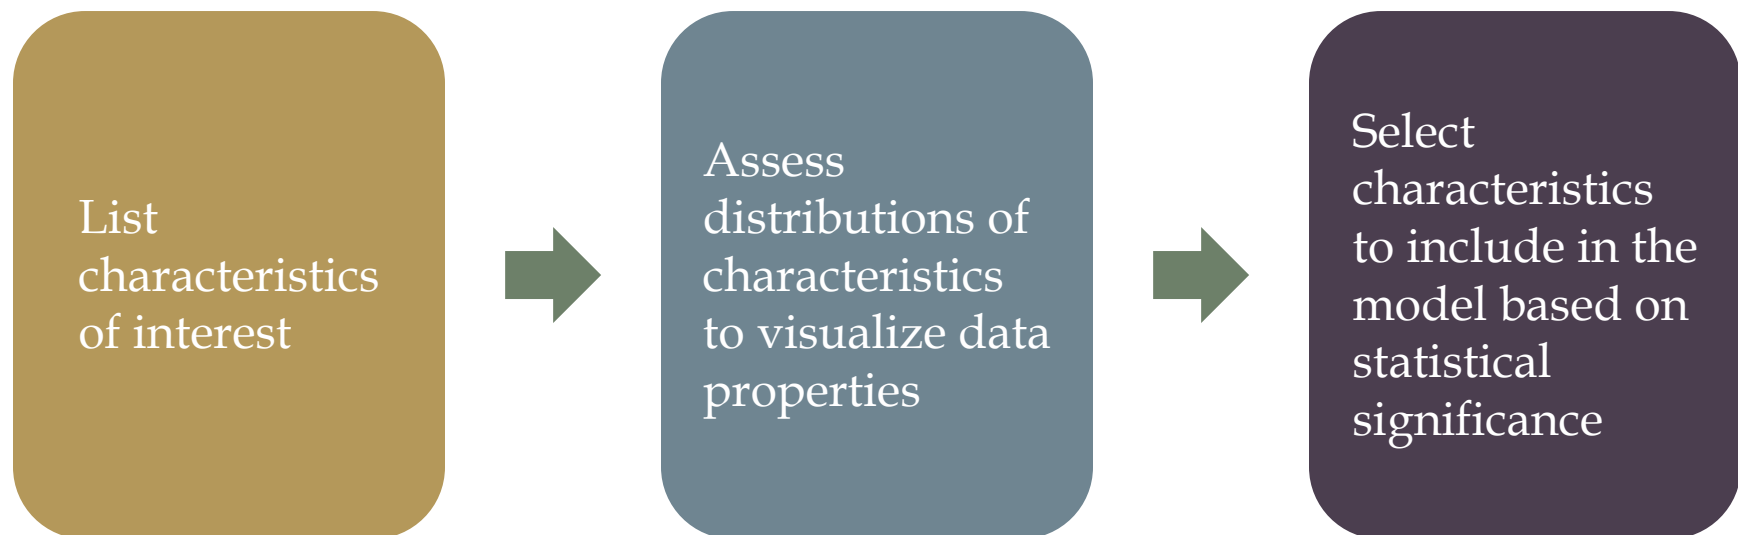 List
characteristics
of interest
Assess
distributions of
characteristics
to visualize data
properties
Select
characteristics
to include in the
model based on
statistical
significance